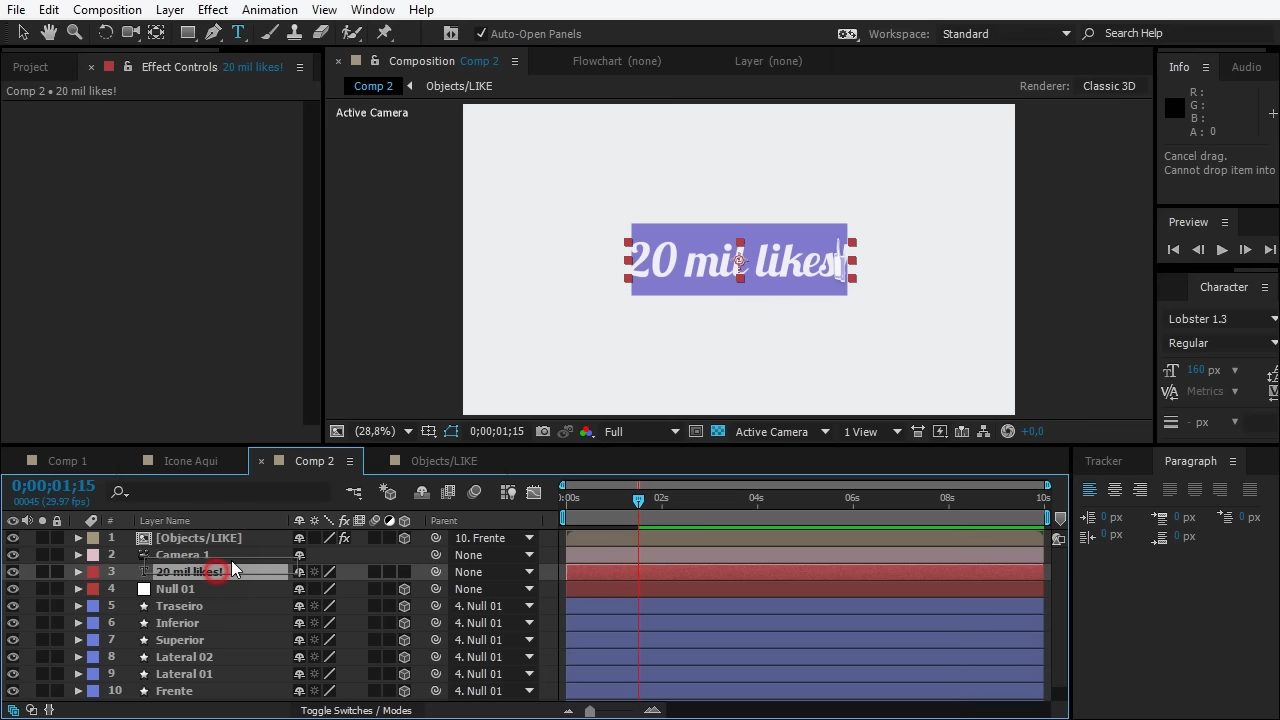 File Edit Composition Layer Effect Animation View Window Help
Auto-Open Panels Workspace: Standard Search Help
Project Effect Controls 20 mil likes! Composition Comp 2 Flowchart (none) Layer (none) Info Audio
Comp 2 • 20 mil likes! Comp 2 Objects/LIKE Renderer: Classic 3D
Active Camera
R :
G :
B :
A : 0
Cancel drag.
Cannot drop item into
20 mil likes!
Preview
Character
Lobster 1.3
Regular
160 px
Metrics
- px
(28,8%) 0;00;01;15 Full Active Camera 1 View +0,0
Comp 1 Icone Aqui Comp 2 Objects/LIKE Tracker Paragraph
0;00;01;15
00045 (29.97 fps)
:00s 02s 04s 06s 08s 10s
0 px 0 px 0 px
0 px 0 px
# Layer Name Parent
1 [Objects/LIKE] 10. Frente
2 Camera 1 None
3 20 mil likes! None
4 Null 01 None
5 Traseiro 4. Null 01
6 Inferior 4. Null 01
7 Superior 4. Null 01
8 Lateral 02 4. Null 01
9 Lateral 01 4. Null 01
10 Frente 4. Null 01
Toggle Switches / Modes